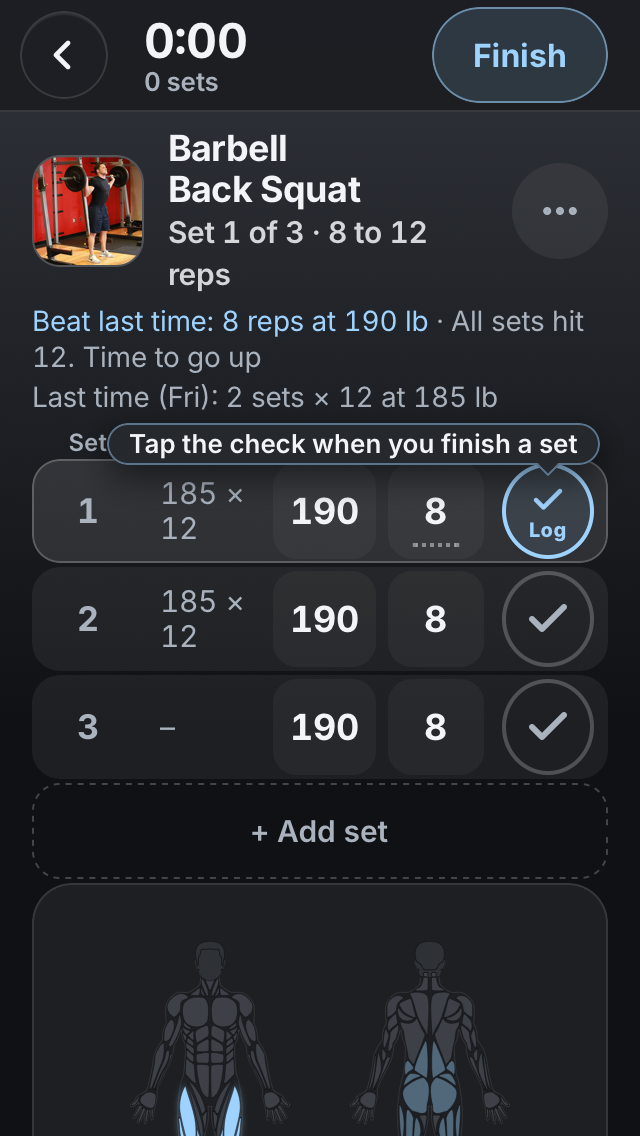 0:00
0 sets
Finish
Barbell
Back Squat
Set 1 of 3 · 8 to 12
reps
Beat last time: 8 reps at 190 lb · All sets hit
12. Time to go up
Last time (Fri): 2 sets × 12 at 185 lb
Set
Tap the check when you finish a set
1 185 × 12 190 8 Log
2 185 × 12 190 8
3 – 190 8
+ Add set